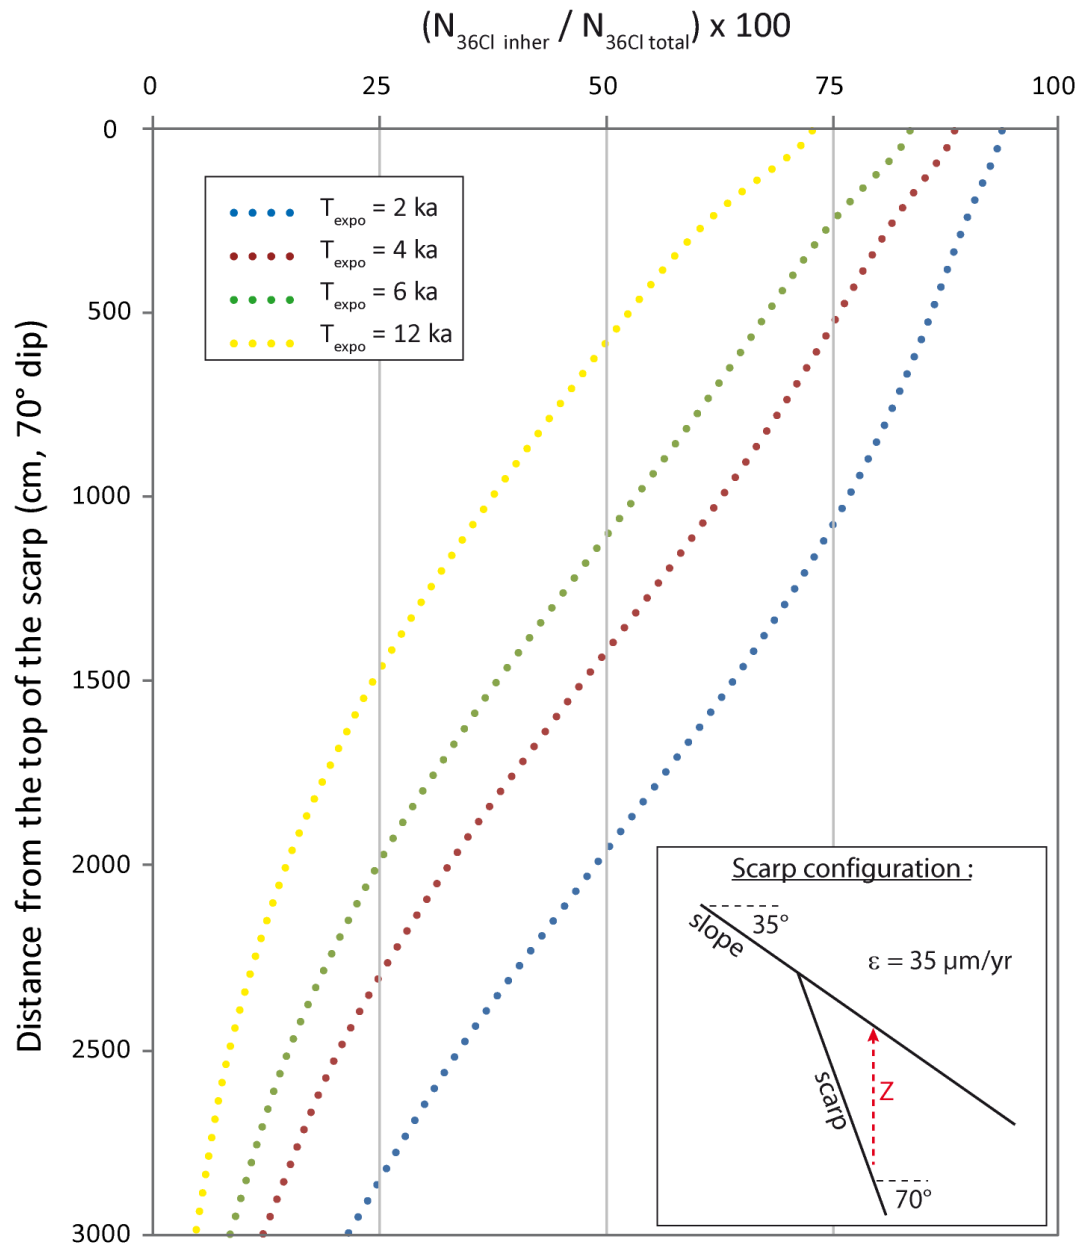 (N36Cl inher / N36Cl total) x 100
0 25 50 75 100
Distance from the top of the scarp (cm, 70° dip)
0
500
1000
1500
2000
2500
3000
Texpo = 2 ka
Texpo = 4 ka
Texpo = 6 ka
Texpo = 12 ka
Scarp configuration :
35°
slope
ε = 35 µm/yr
scarp
Z
70°